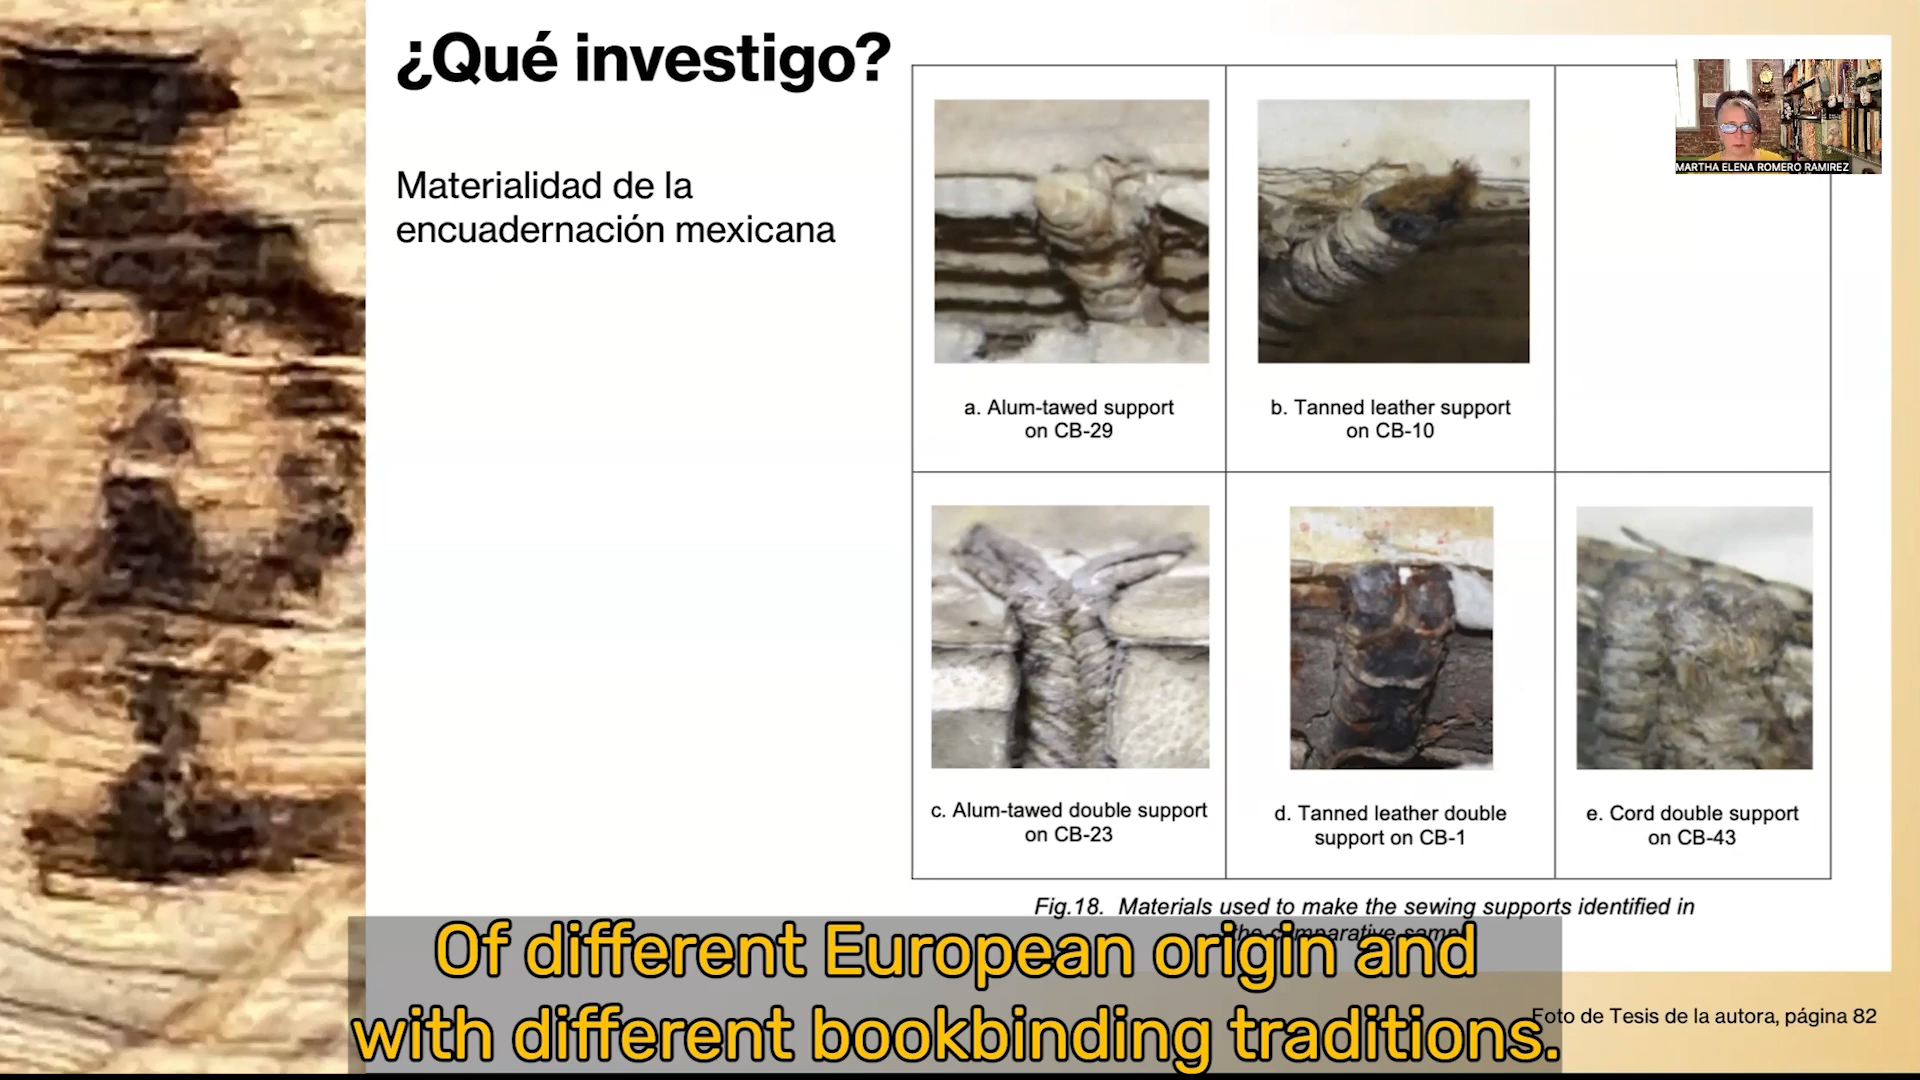 ¿Qué investigo?
Materialidad de la
encuadernación mexicana
MARTHA ELENA ROMERO RAMIREZ
a. Alum-tawed support
on CB-29
b. Tanned leather support
on CB-10
c. Alum-tawed double support
on CB-23
d. Tanned leather double
support on CB-1
e. Cord double support
on CB-43
Fig.18. Materials used to make the sewing supports identified in
the comparative
Of different European origin and
with different bookbinding traditions.
Foto de Tesis de la autora, página 82